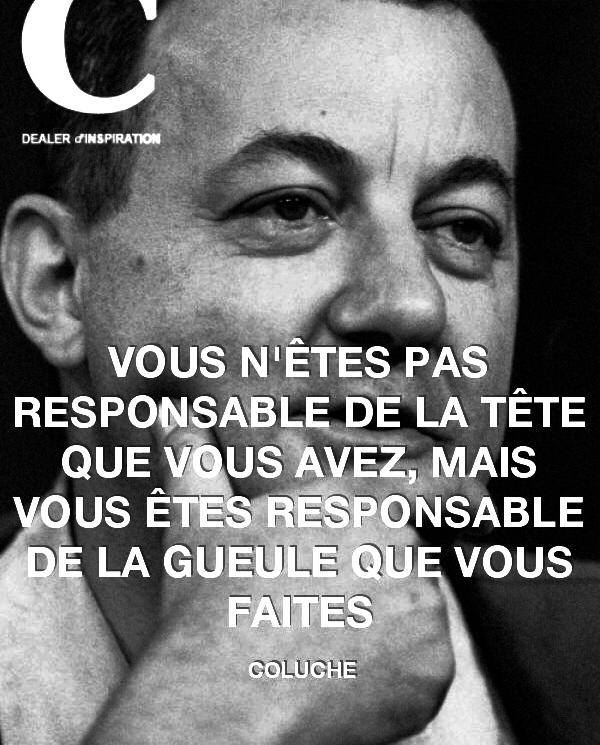 C
DEALER d'INSPIRATION
VOUS N'ÊTES PAS
RESPONSABLE DE LA TÊTE
QUE VOUS AVEZ, MAIS
VOUS ÊTES RESPONSABLE
DE LA GUEULE QUE VOUS
FAITES
COLUCHE